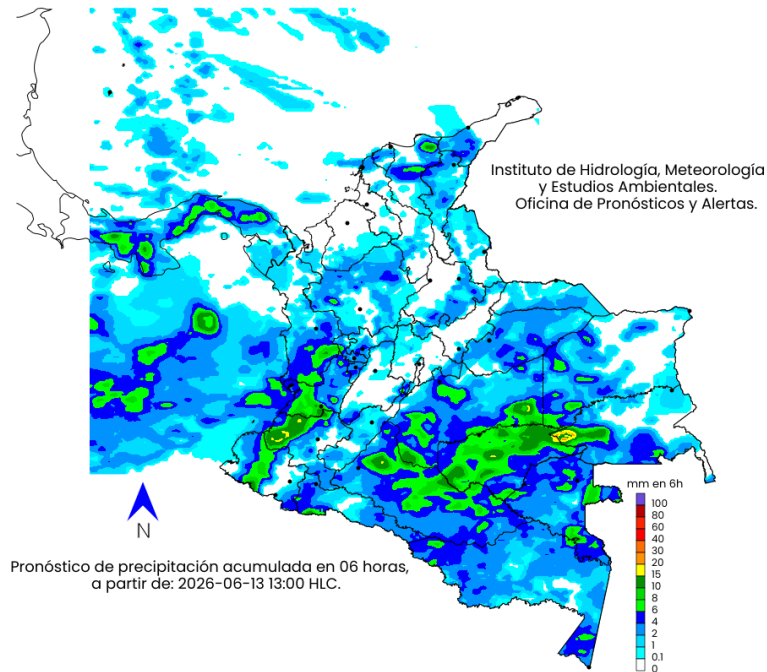 Instituto de Hidrología, Meteorología
y Estudios Ambientales.
Oficina de Pronósticos y Alertas.
N
Pronóstico de precipitación acumulada en 06 horas,
a partir de: 2026-06-13 13:00 HLC.
mm en 6h
100
80
60
40
30
20
15
10
8
6
4
2
1
0.1
0